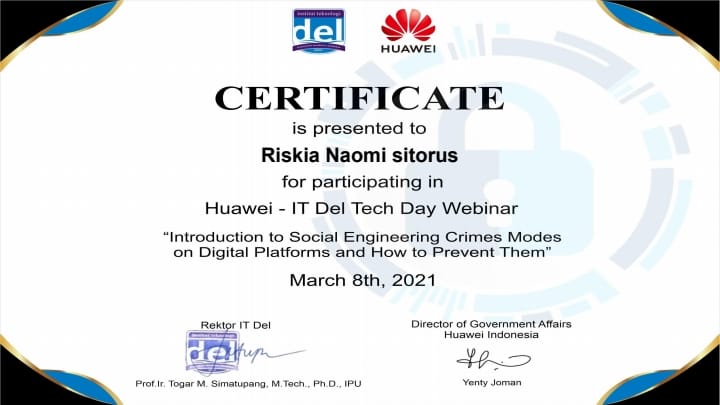 institut teknologi
del
HUAWEI
CERTIFICATE
is presented to
Riskia Naomi sitorus
for participating in
Huawei - IT Del Tech Day Webinar
“Introduction to Social Engineering Crimes Modes
on Digital Platforms and How to Prevent Them”
March 8th, 2021
Rektor IT Del
institut teknologi
del
Prof.Ir. Togar M. Simatupang, M.Tech., Ph.D., IPU
Director of Government Affairs
Huawei Indonesia
Yenty Joman